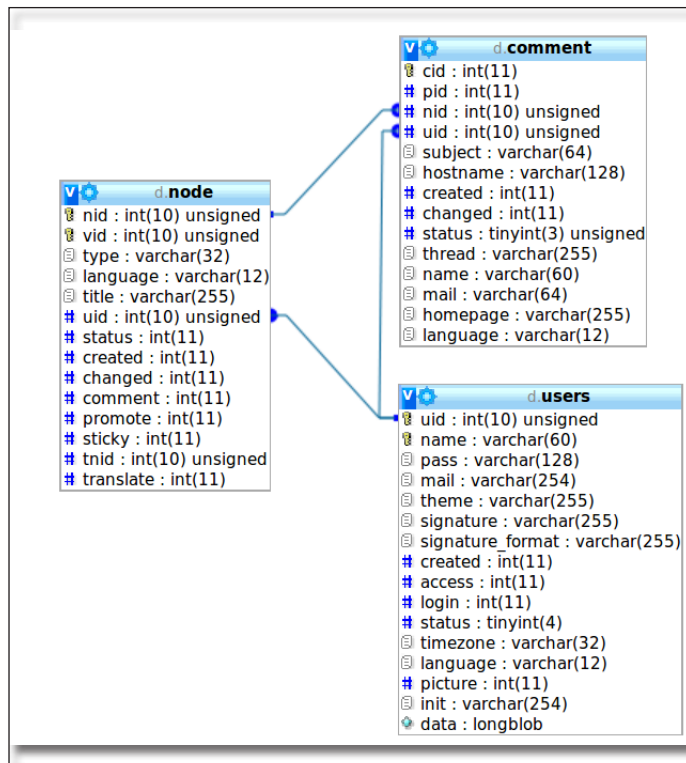 V d.node
nid : int(10) unsigned
vid : int(10) unsigned
type : varchar(32)
language : varchar(12)
title : varchar(255)
# uid : int(10) unsigned
# status : int(11)
# created : int(11)
# changed : int(11)
# comment : int(11)
# promote : int(11)
# sticky : int(11)
# tnid : int(10) unsigned
# translate : int(11)
V d.comment
cid : int(11)
# pid : int(11)
# nid : int(10) unsigned
# uid : int(10) unsigned
subject : varchar(64)
hostname : varchar(128)
# created : int(11)
# changed : int(11)
# status : tinyint(3) unsigned
thread : varchar(255)
name : varchar(60)
mail : varchar(64)
homepage : varchar(255)
language : varchar(12)
V d.users
uid : int(10) unsigned
name : varchar(60)
pass : varchar(128)
mail : varchar(254)
theme : varchar(255)
signature : varchar(255)
signature_format : varchar(255)
# created : int(11)
# access : int(11)
# login : int(11)
# status : tinyint(4)
timezone : varchar(32)
language : varchar(12)
# picture : int(11)
init : varchar(254)
data : longblob